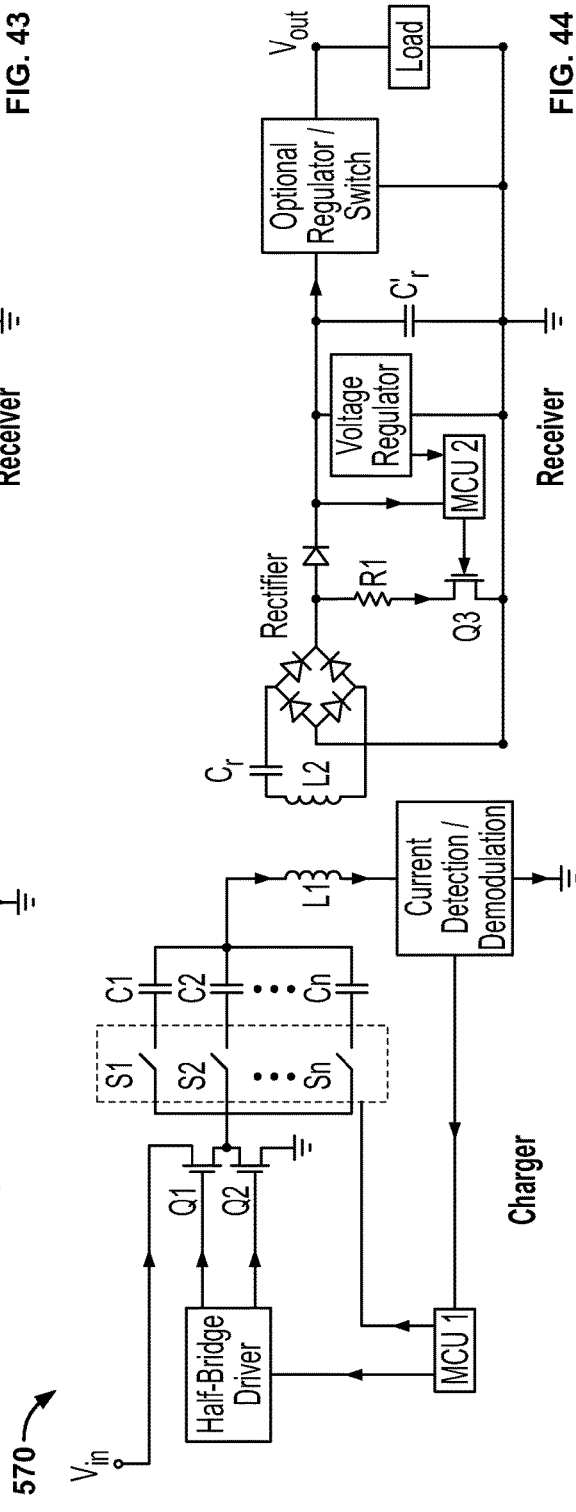 FIG. 43
Receiver
570
Vin
Half-Bridge
Driver
Q1
Q2
S1
S2
Sn
C1
C2
Cn
L1
MCU 1
Current
Detection /
Demodulation
Charger
Cr
L2
Rectifier
R1
Q3
MCU 2
Voltage
Regulator
C'r
Optional
Regulator /
Switch
Vout
Load
Receiver
FIG. 44